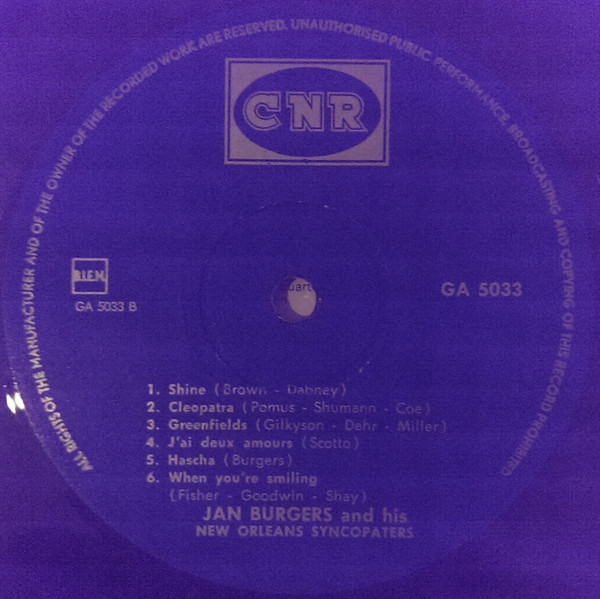 ALL RIGHTS OF THE MANUFACTURER AND OF THE OWNER OF THE RECORDED WORK ARE RESERVED. UNAUTHORISED PUBLIC PERFORMANCE, BROADCASTING AND COPYING OF THIS RECORD PROHIBITED
CNR
B.I.E.M.
GA 5033 B
GA 5033
uart
1. Shine (Brown - Dabney)
2. Cleopatra (Pomus - Shumann - Coe)
3. Greenfields (Gilkyson - Dehr - Miller)
4. J'ai deux amours (Scotto)
5. Hascha (Burgers)
6. When you're smiling
(Fisher - Goodwin - Shay)
JAN BURGERS and his
NEW ORLEANS SYNCOPATERS